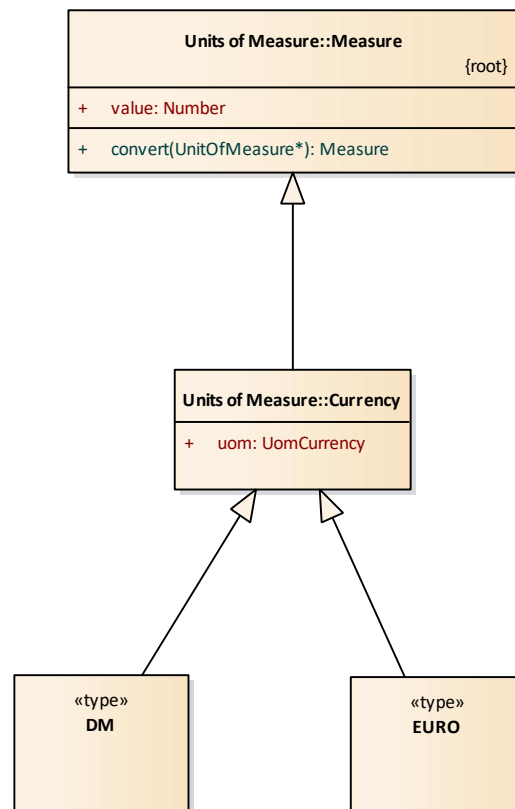 Units of Measure::Measure
{root}
+ value: Number
+ convert(UnitOfMeasure*): Measure
Units of Measure::Currency
+ uom: UomCurrency
«type»
DM
«type»
EURO